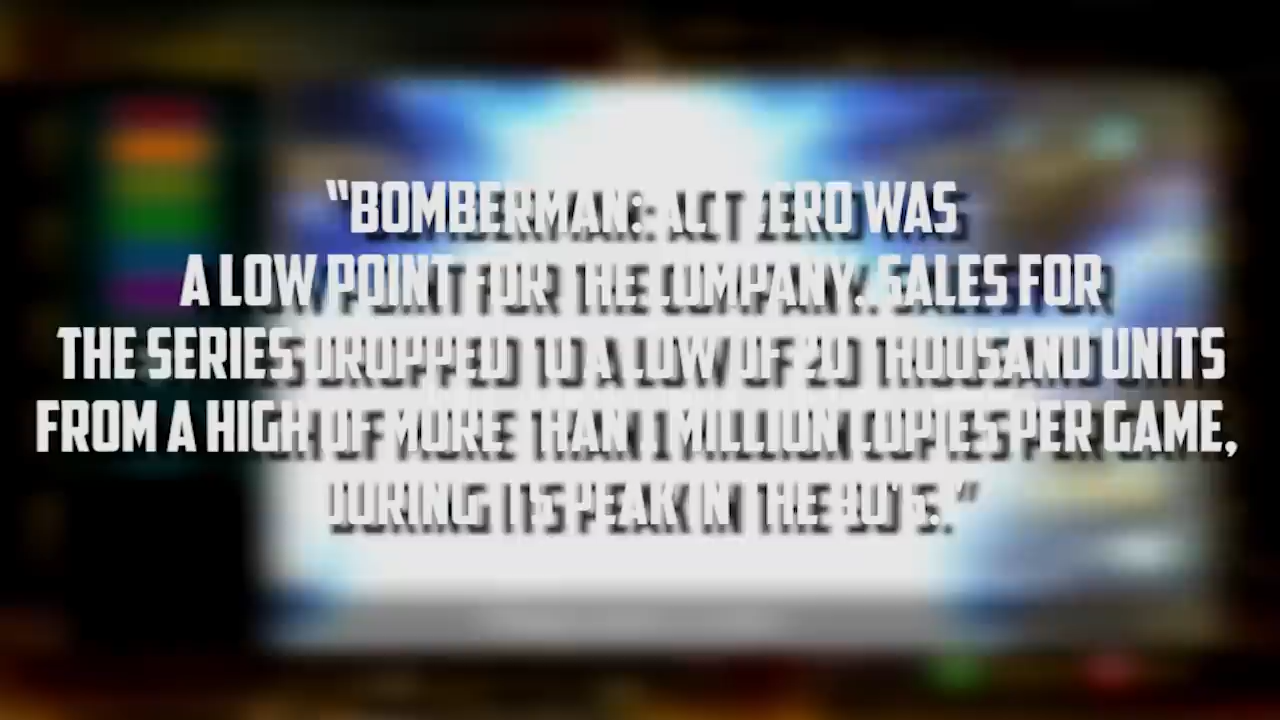 “BOMBERMAN: ACT ZERO WAS
A LOW POINT FOR THE COMPANY. SALES FOR
THE SERIES DROPPED TO A LOW OF 20 THOUSAND UNITS
FROM A HIGH OF MORE THAN 1 MILLION COPIES PER GAME,
DURING ITS PEAK IN THE 90'S.”